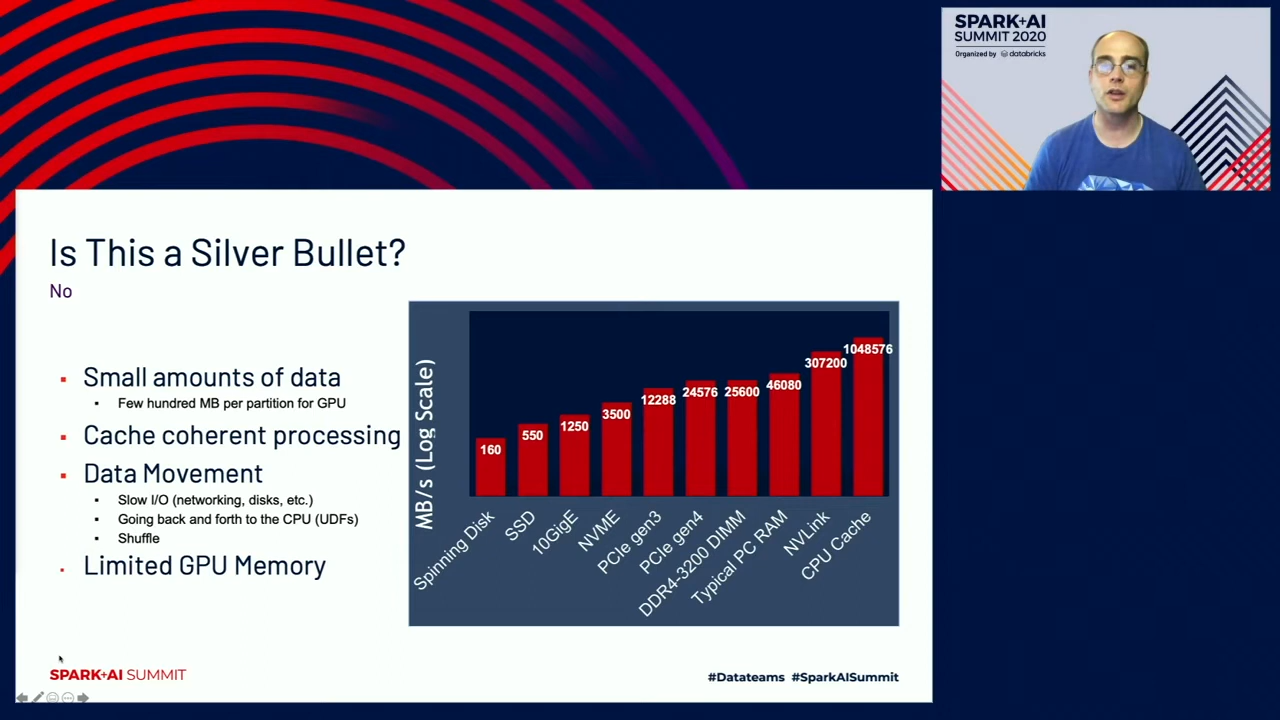 SPARK+AI
SUMMIT 2020
Organized by databricks
Is This a Silver Bullet?
No
▪ Small amounts of data
▪ Few hundred MB per partition for GPU
▪ Cache coherent processing
▪ Data Movement
▪ Slow I/O (networking, disks, etc.)
▪ Going back and forth to the CPU (UDFs)
▪ Shuffle
▪ Limited GPU Memory
MB/s (Log Scale)
160
550
1250
3500
12288
24576
25600
46080
307200
1048576
Spinning Disk
SSD
10GigE
NVME
PCIe gen3
PCIe gen4
DDR4-3200 DIMM
Typical PC RAM
NVLink
CPU Cache
SPARK+AI SUMMIT
#Datateams #SparkAISummit